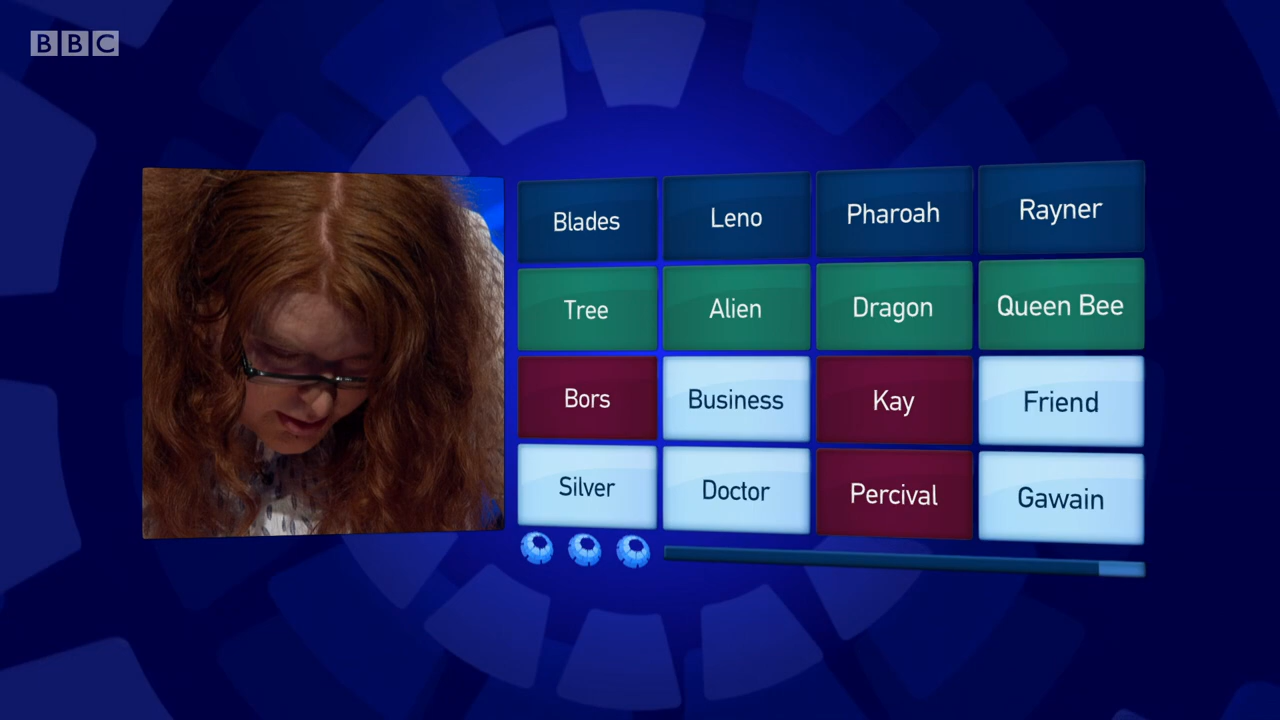 BBC
Blades
Leno
Pharoah
Rayner
Tree
Alien
Dragon
Queen Bee
Bors
Business
Kay
Friend
Silver
Doctor
Percival
Gawain